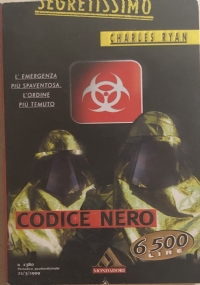 SEGRETISSIMO
CHARLES RYAN
L'EMERGENZA
PIÙ SPAVENTOSA,
L'ORDINE
PIÙ TEMUTO
CODICE NERO
6 500
LIRE
MONDADORI